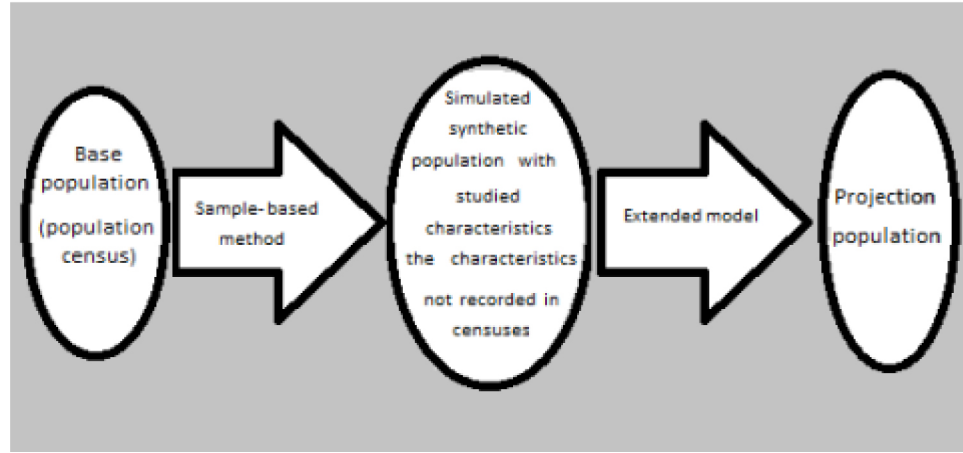 Base
population
(population
census)
Sample-based
method
Simulated
synthetic
population with
studied
characteristics
the characteristics
not recorded in
censuses
Extended model
Projection
population